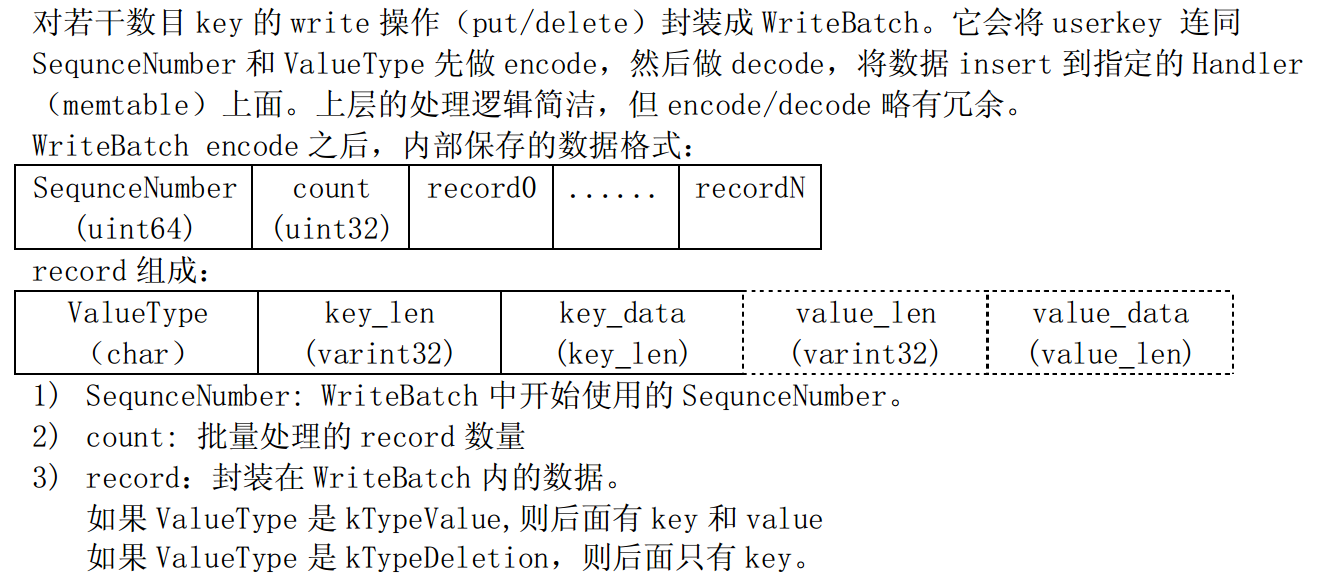 对若干数目 key 的 write 操作（put/delete）封装成 WriteBatch。它会将 userkey 连同
SequnceNumber 和 ValueType 先做 encode，然后做 decode，将数据 insert 到指定的 Handler
（memtable）上面。上层的处理逻辑简洁，但 encode/decode 略有冗余。
WriteBatch encode 之后，内部保存的数据格式：
SequnceNumber count record0 ...... recordN
(uint64) (uint32)
record 组成：
ValueType key_len key_data value_len value_data
（char） (varint32) (key_len) (varint32) (value_len)
1) SequnceNumber: WriteBatch 中开始使用的 SequnceNumber。
2) count: 批量处理的 record 数量
3) record：封装在 WriteBatch 内的数据。
如果 ValueType 是 kTypeValue,则后面有 key 和 value
如果 ValueType 是 kTypeDeletion，则后面只有 key。